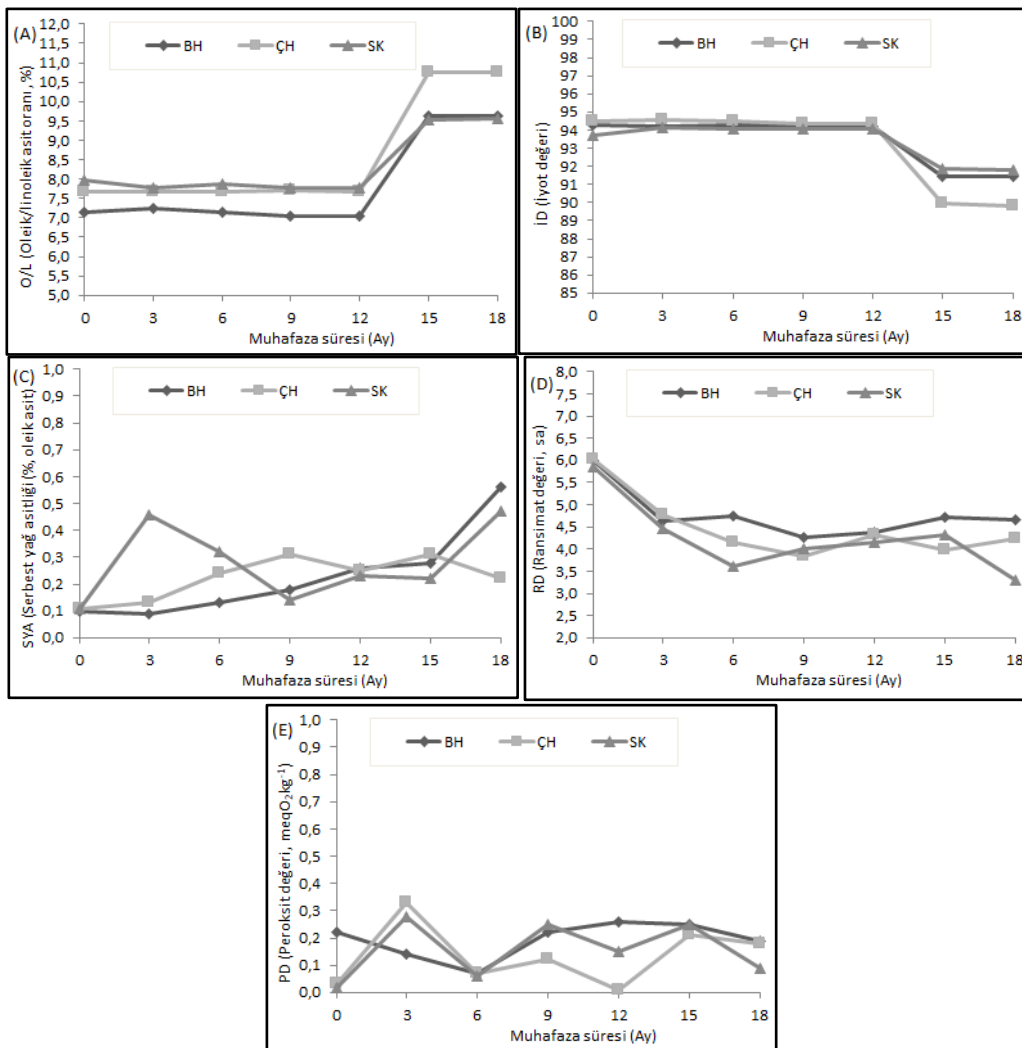 (A)
BH ÇH SK
O/L (Oleik/linoleik asit oranı, %)
12,0
11,5
11,0
10,5
10,0
9,5
9,0
8,5
8,0
7,5
7,0
6,5
6,0
5,5
5,0
0 3 6 9 12 15 18
Muhafaza süresi (Ay)
(B)
BH ÇH SK
İD (İyot değeri)
100
99
98
97
96
95
94
93
92
91
90
89
88
87
86
85
0 3 6 9 12 15 18
Muhafaza süresi (Ay)
(C)
BH ÇH SK
SYA (Serbest yağ asitliği (%, oleik asit)
1,0
0,9
0,8
0,7
0,6
0,5
0,4
0,3
0,2
0,1
0,0
0 3 6 9 12 15 18
Muhafaza süresi (Ay)
(D)
BH ÇH SK
RD (Ransimat değeri, sa)
8,0
7,5
7,0
6,5
6,0
5,5
5,0
4,5
4,0
3,5
3,0
2,5
2,0
0 3 6 9 12 15 18
Muhafaza süresi (Ay)
(E)
BH ÇH SK
PD (Peroksit değeri, meqO₂kg⁻¹)
1,0
0,9
0,8
0,7
0,6
0,5
0,4
0,3
0,2
0,1
0,0
0 3 6 9 12 15 18
Muhafaza süresi (Ay)